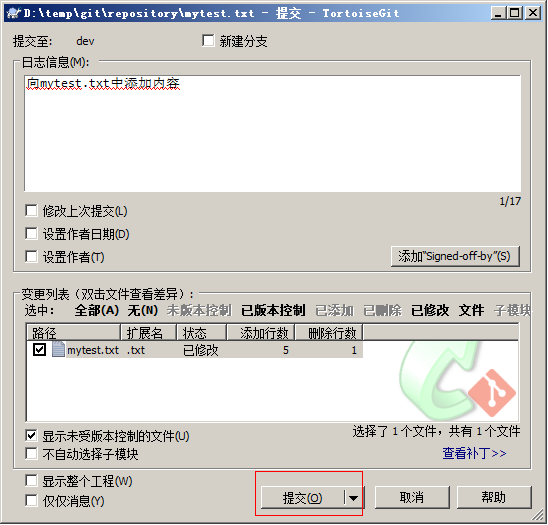 D:\temp\git\repository\mytest.txt - 提交 - TortoiseGit
提交至: dev 新建分支
日志信息(M):
向mytest.txt中添加内容
1/17
修改上次提交(L)
设置作者日期(D)
设置作者(T) 添加"Signed-off-by"(S)
变更列表（双击文件查看差异）:
选中: 全部(A) 无(N) 未版本控制 已版本控制 已添加 已删除 已修改 文件 子模块
路径 扩展名 状态 添加行数 删除行数
mytest.txt .txt 已修改 5 1
显示未受版本控制的文件(U) 选择了 1 个文件，共有 1 个文件
不自动选择子模块 查看补丁>>
显示整个工程(W)
仅仅消息(Y) 提交(O) 取消 帮助